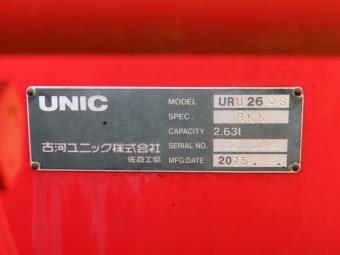 UNIC
MODEL URU26
SPEC. RKK
CAPACITY 2.63t
古河ユニック株式会社
佐倉工場
SERIAL NO.
MFG.DATE 2015.